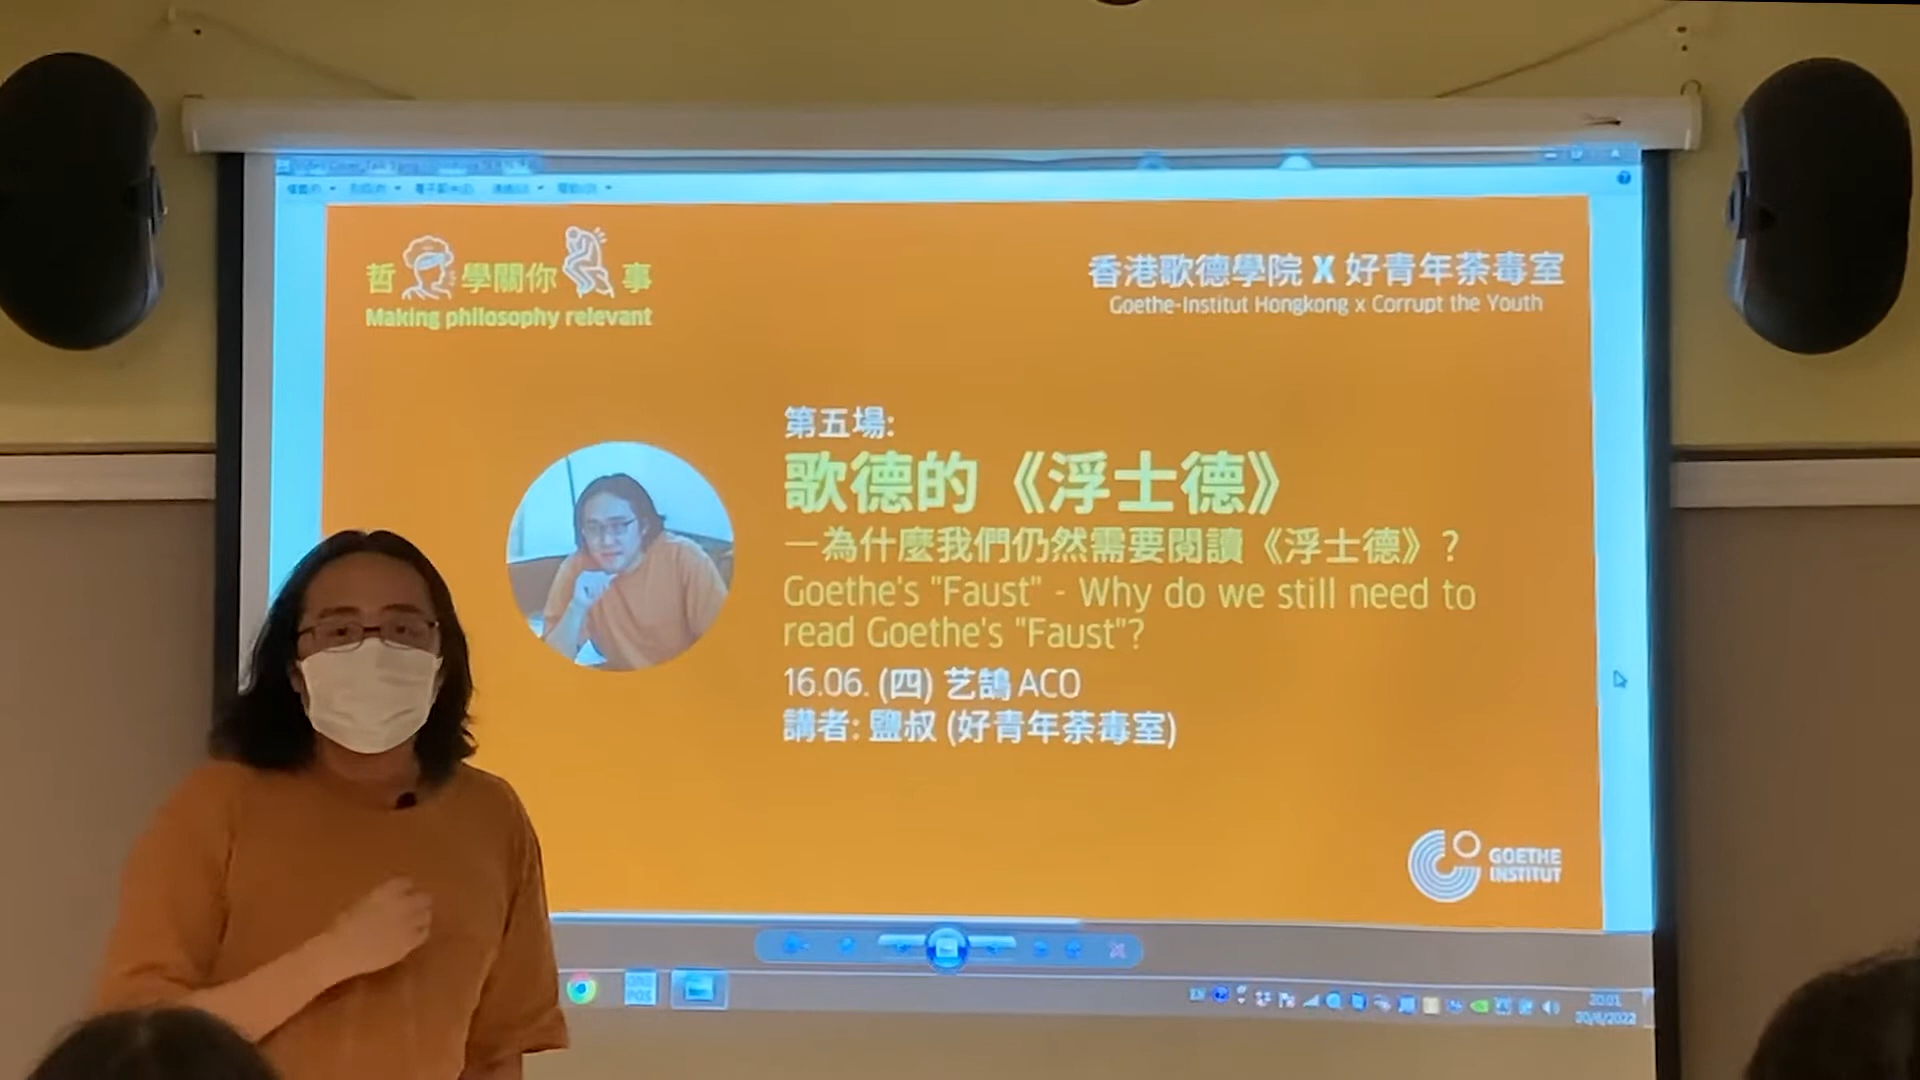 哲學關你事
Making philosophy relevant
香港歌德學院 X 好青年荼毒室
Goethe-Institut Hongkong x Corrupt the Youth
第五場:
歌德的《浮士德》
—為什麼我們仍然需要閱讀《浮士德》?
Goethe's "Faust" - Why do we still need to
read Goethe's "Faust"?
16.06. (四) 艺鵠 ACO
講者: 鹽叔 (好青年荼毒室)
GOETHE
INSTITUT
EN
20:01